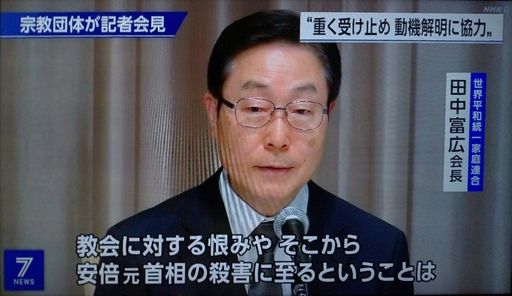 宗教団体が記者会見
NHK G
“重く受け止め 動機解明に協力„
世界平和統一家庭連合
田中富広会長
教会に対する恨みや そこから
安倍元首相の殺害に至るということは
7
NEWS